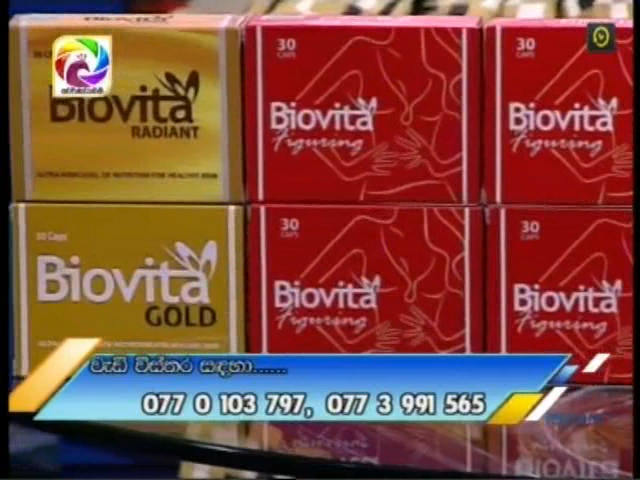 Biovita
RADIANT
30
CAPS
Biovita
Figuring
30
CAPS
Biovita
Figuring
30 Caps
Biovita
GOLD
30
CAPS
Biovita
Figuring
30
CAPS
Biovita
Figuring
වැඩි විස්තර සඳහා......
077 0 103 797, 077 3 991 565